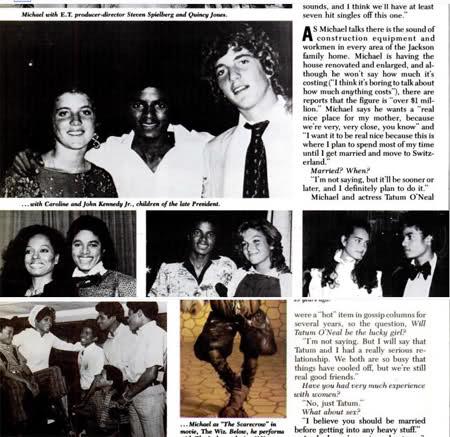 Michael with E.T. producer-director Steven Spielberg and Quincy Jones.
sounds, and I think we'll have at least
seven hit singles off this one."
AS Michael talks there is the sound of
construction equipment and
workmen in every area of the Jackson
family home. Michael is having the
house renovated and enlarged, and al-
though he won't say how much it's
costing ("I think it's boring to talk about
how much anything costs"), there are
reports that the figure is "over $1 mil-
lion." Michael says he wants a "real
nice place for my mother, because
we're very, very close, you know" and
"I want it to be real nice because this is
where I plan to spend most of my time
until I get married and move to Switz-
erland."
Married? When?
"I'm not saying, but it'll be sooner or
later, and I definitely plan to do it."
Michael and actress Tatum O'Neal
...with Caroline and John Kennedy Jr., children of the late President.
were a "hot" item in gossip columns for
several years, so the question, Will
Tatum O'Neal be the lucky girl?
"I'm not saying. But I will say that
Tatum and I had a really serious re-
lationship. We both are so busy that
things have cooled off, but we're still
real good friends."
Have you had very much experience
with women?
"No, just Tatum."
What about sex?
"I believe you should be married
before getting into any heavy stuff."
...Michael as "The Scarecrow" in
movie, The Wiz. Below, he performs